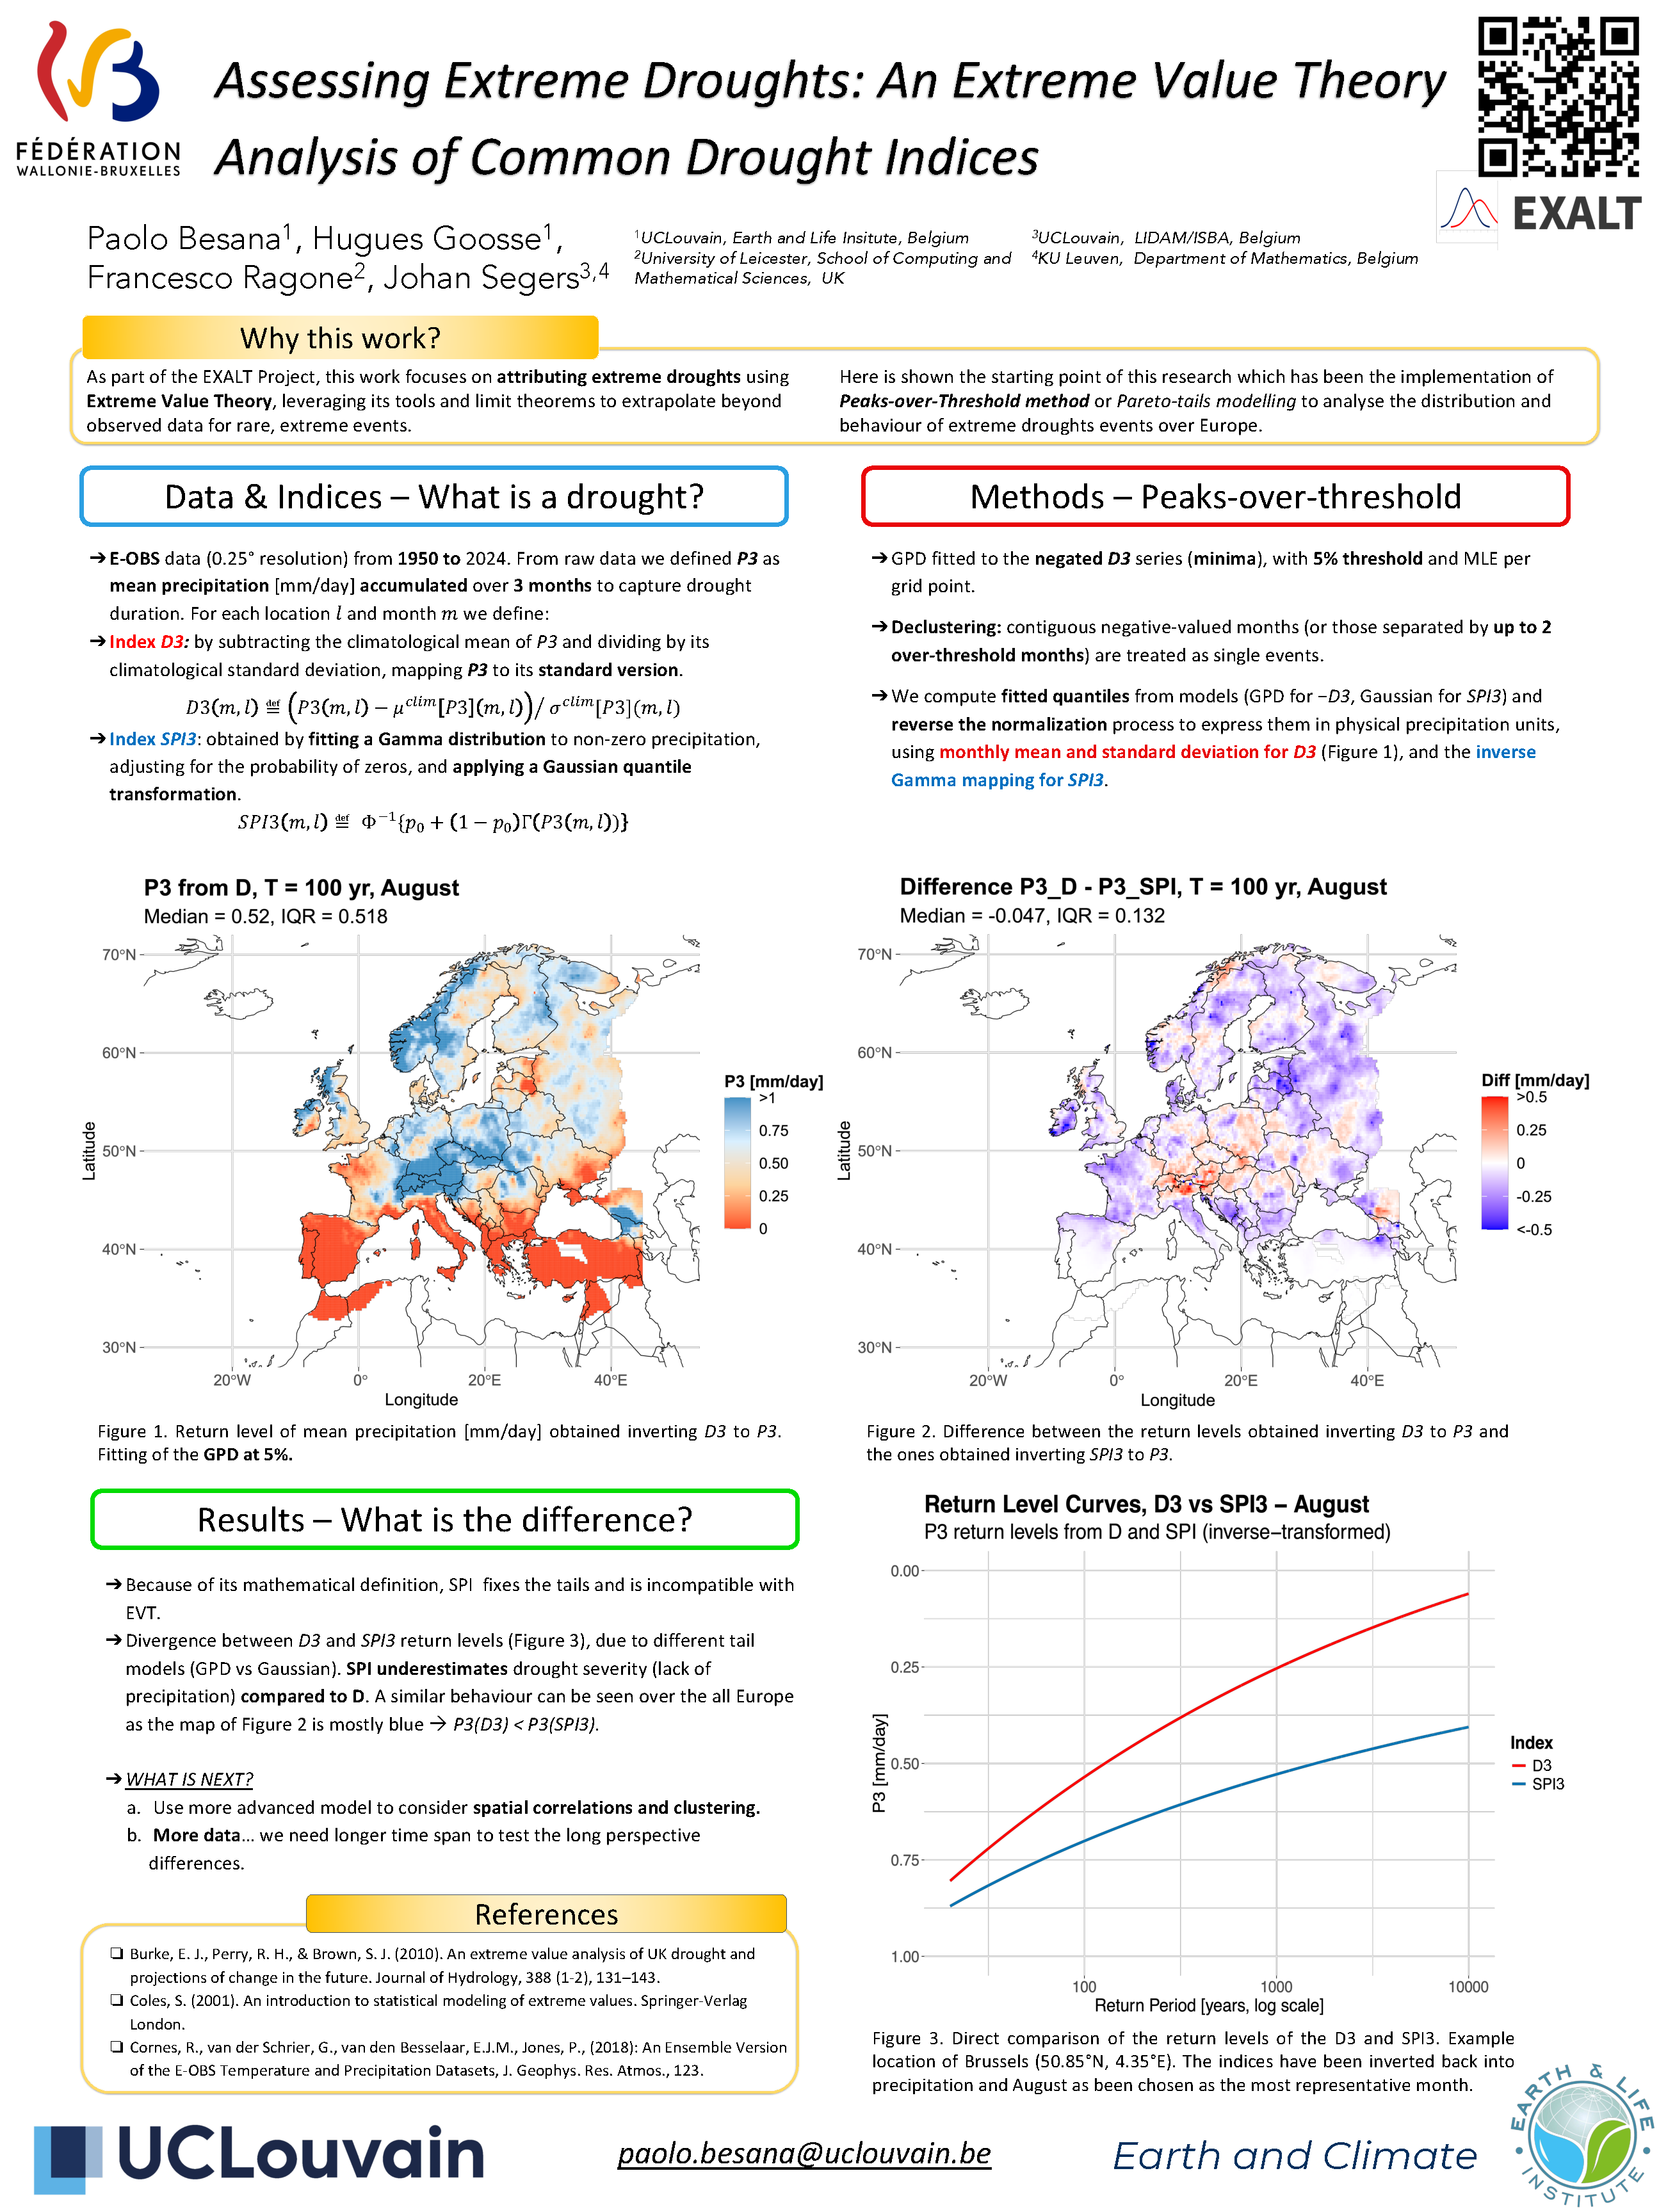 FÉDÉRATION
WALLONIE-BRUXELLES
Assessing Extreme Droughts: An Extreme Value Theory
Analysis of Common Drought Indices
EXALT
Paolo Besana1, Hugues Goosse1,
Francesco Ragone2, Johan Segers3,4
1UCLouvain, Earth and Life Insitute, Belgium
2University of Leicester, School of Computing and
Mathematical Sciences, UK
3UCLouvain, LIDAM/ISBA, Belgium
4KU Leuven, Department of Mathematics, Belgium
Why this work?
As part of the EXALT Project, this work focuses on attributing extreme droughts using
Extreme Value Theory, leveraging its tools and limit theorems to extrapolate beyond
observed data for rare, extreme events.
Here is shown the starting point of this research which has been the implementation of
Peaks-over-Threshold method or Pareto-tails modelling to analyse the distribution and
behaviour of extreme droughts events over Europe.
Data & Indices – What is a drought?
➔ E-OBS data (0.25° resolution) from 1950 to 2024. From raw data we defined P3 as
mean precipitation [mm/day] accumulated over 3 months to capture drought
duration. For each location l and month m we define:
➔ Index D3: by subtracting the climatological mean of P3 and dividing by its
climatological standard deviation, mapping P3 to its standard version.
D3(m, l) ≝ (P3(m, l) − μ^clim[P3](m, l))/ σ^clim[P3](m, l)
➔ Index SPI3: obtained by fitting a Gamma distribution to non-zero precipitation,
adjusting for the probability of zeros, and applying a Gaussian quantile
transformation.
SPI3(m, l) ≝ Φ⁻¹{p₀ + (1 − p₀)Γ(P3(m, l))}
Methods – Peaks-over-threshold
➔ GPD fitted to the negated D3 series (minima), with 5% threshold and MLE per
grid point.
➔ Declustering: contiguous negative-valued months (or those separated by up to 2
over-threshold months) are treated as single events.
➔ We compute fitted quantiles from models (GPD for −D3, Gaussian for SPI3) and
reverse the normalization process to express them in physical precipitation units,
using monthly mean and standard deviation for D3 (Figure 1), and the inverse
Gamma mapping for SPI3.
P3 from D, T = 100 yr, August
Median = 0.52, IQR = 0.518
70°N
60°N
50°N
40°N
30°N
Latitude
20°W 0° 20°E 40°E
Longitude
P3 [mm/day]
>1
0.75
0.50
0.25
0
Figure 1. Return level of mean precipitation [mm/day] obtained inverting D3 to P3.
Fitting of the GPD at 5%.
Difference P3_D - P3_SPI, T = 100 yr, August
Median = -0.047, IQR = 0.132
70°N
60°N
50°N
40°N
30°N
Latitude
20°W 0° 20°E 40°E
Longitude
Diff [mm/day]
>0.5
0.25
0
-0.25
<-0.5
Figure 2. Difference between the return levels obtained inverting D3 to P3 and
the ones obtained inverting SPI3 to P3.
Results – What is the difference?
➔ Because of its mathematical definition, SPI fixes the tails and is incompatible with
EVT.
➔ Divergence between D3 and SPI3 return levels (Figure 3), due to different tail
models (GPD vs Gaussian). SPI underestimates drought severity (lack of
precipitation) compared to D. A similar behaviour can be seen over the all Europe
as the map of Figure 2 is mostly blue → P3(D3) < P3(SPI3).
➔ WHAT IS NEXT?
a. Use more advanced model to consider spatial correlations and clustering.
b. More data... we need longer time span to test the long perspective
differences.
References
❏ Burke, E. J., Perry, R. H., & Brown, S. J. (2010). An extreme value analysis of UK drought and
projections of change in the future. Journal of Hydrology, 388 (1-2), 131–143.
❏ Coles, S. (2001). An introduction to statistical modeling of extreme values. Springer-Verlag
London.
❏ Cornes, R., van der Schrier, G., van den Besselaar, E.J.M., Jones, P., (2018): An Ensemble Version
of the E-OBS Temperature and Precipitation Datasets, J. Geophys. Res. Atmos., 123.
Return Level Curves, D3 vs SPI3 – August
P3 return levels from D and SPI (inverse–transformed)
0.00
0.25
0.50
0.75
1.00
P3 [mm/day]
100 1000 10000
Return Period [years, log scale]
Index
D3
SPI3
Figure 3. Direct comparison of the return levels of the D3 and SPI3. Example
location of Brussels (50.85°N, 4.35°E). The indices have been inverted back into
precipitation and August as been chosen as the most representative month.
UCLouvain
paolo.besana@uclouvain.be
Earth and Climate
EARTH & LIFE
INSTITUTE